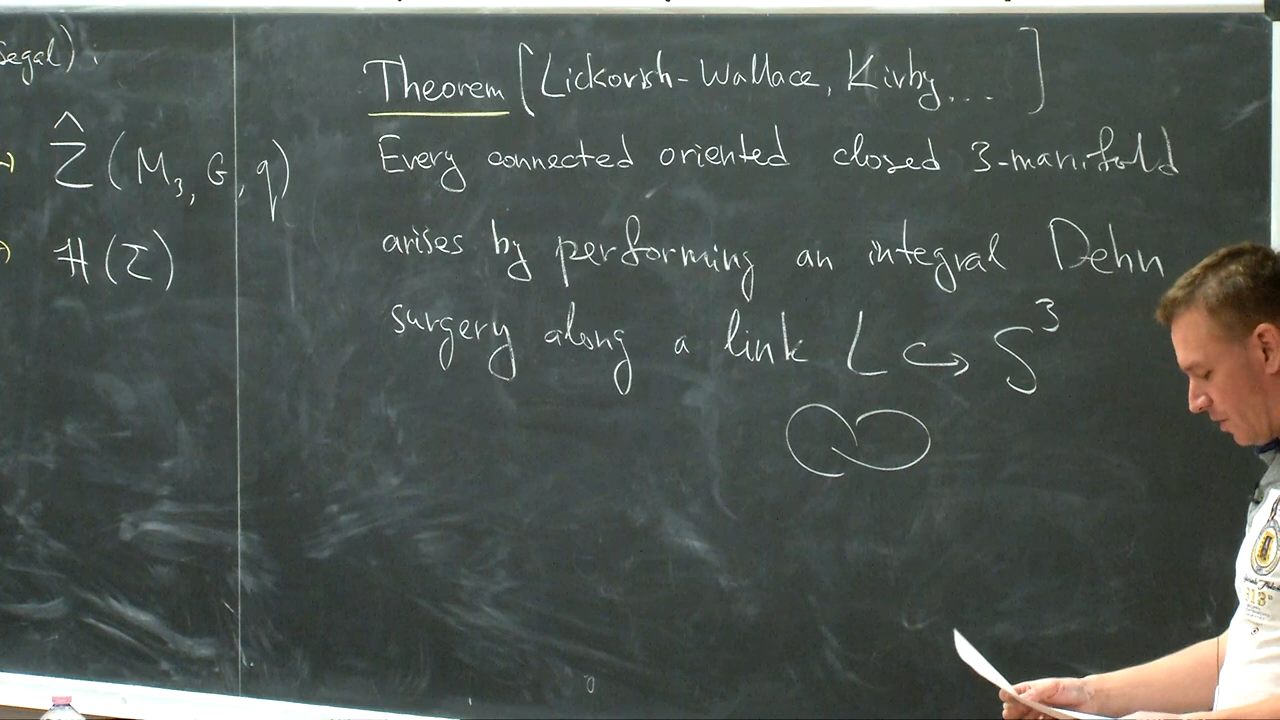 Segal).
Ẑ(M₃, G, q)
H(Σ)
Theorem [Lickorish-Wallace, Kirby, ... ]
Every connected oriented closed 3-manifold
arises by performing an integral Dehn
surgery along a link L ↪ S³
313